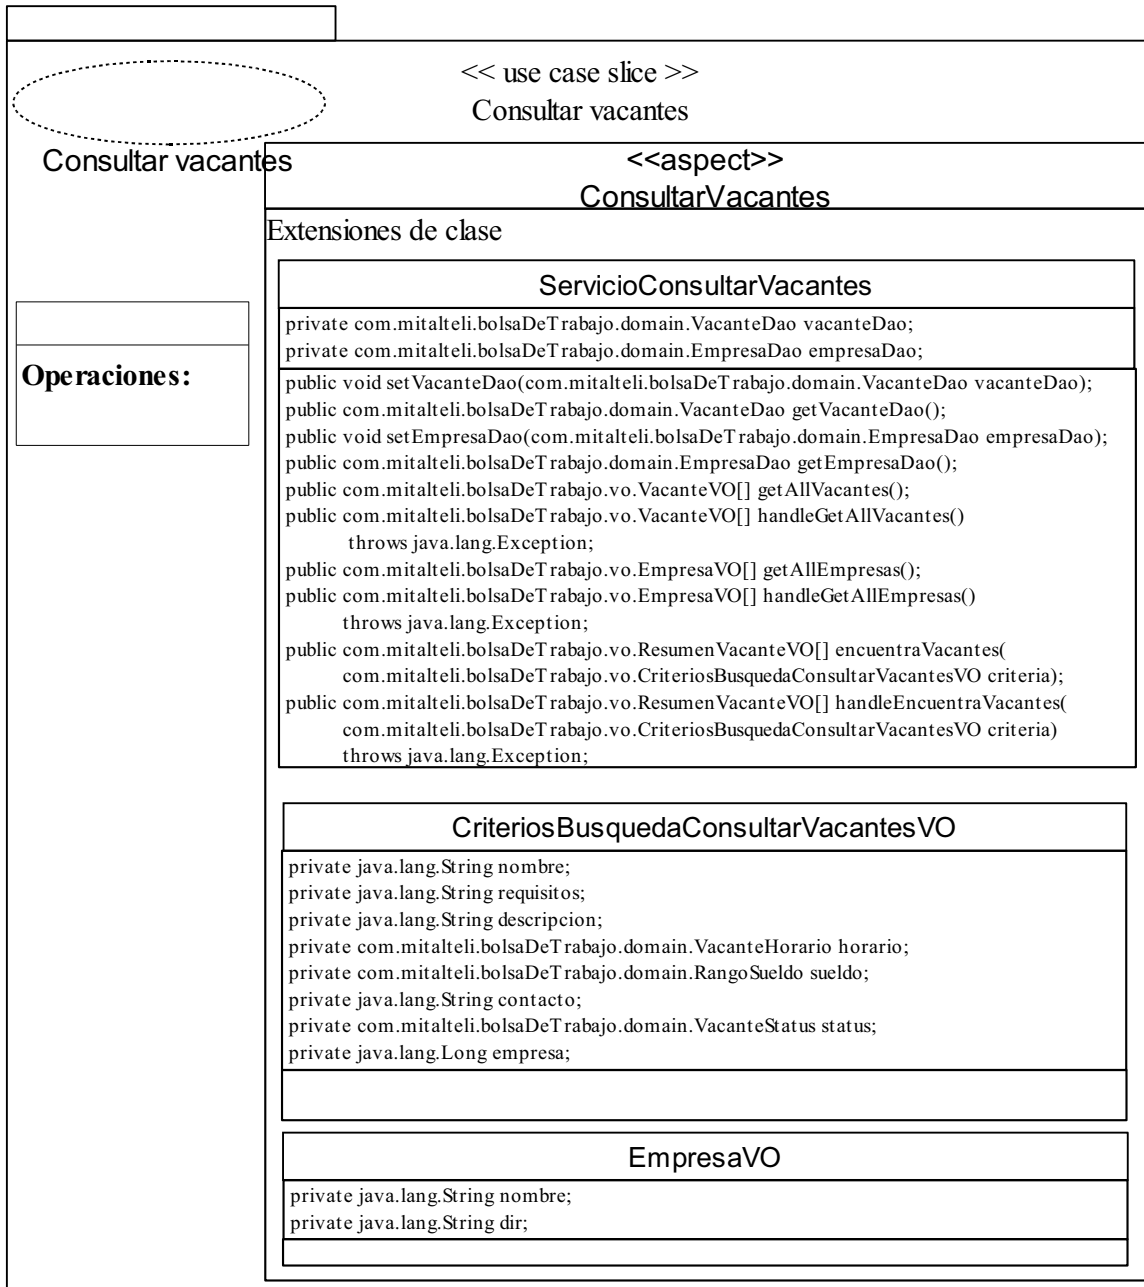 << use case slice >>
Consultar vacantes
Consultar vacantes
<<aspect>>
ConsultarVacantes
Extensiones de clase
Operaciones:
ServicioConsultarVacantes
private com.mitalteli.bolsaDeTrabajo.domain.VacanteDao vacanteDao;
private com.mitalteli.bolsaDeTrabajo.domain.EmpresaDao empresaDao;
public void setVacanteDao(com.mitalteli.bolsaDeTrabajo.domain.VacanteDao vacanteDao);
public com.mitalteli.bolsaDeTrabajo.domain.VacanteDao getVacanteDao();
public void setEmpresaDao(com.mitalteli.bolsaDeTrabajo.domain.EmpresaDao empresaDao);
public com.mitalteli.bolsaDeTrabajo.domain.EmpresaDao getEmpresaDao();
public com.mitalteli.bolsaDeTrabajo.vo.VacanteVO[] getAllVacantes();
public com.mitalteli.bolsaDeTrabajo.vo.VacanteVO[] handleGetAllVacantes()
throws java.lang.Exception;
public com.mitalteli.bolsaDeTrabajo.vo.EmpresaVO[] getAllEmpresas();
public com.mitalteli.bolsaDeTrabajo.vo.EmpresaVO[] handleGetAllEmpresas()
throws java.lang.Exception;
public com.mitalteli.bolsaDeTrabajo.vo.ResumenVacanteVO[] encuentraVacantes(
com.mitalteli.bolsaDeTrabajo.vo.CriteriosBusquedaConsultarVacantesVO criteria);
public com.mitalteli.bolsaDeTrabajo.vo.ResumenVacanteVO[] handleEncuentraVacantes(
com.mitalteli.bolsaDeTrabajo.vo.CriteriosBusquedaConsultarVacantesVO criteria)
throws java.lang.Exception;
CriteriosBusquedaConsultarVacantesVO
private java.lang.String nombre;
private java.lang.String requisitos;
private java.lang.String descripcion;
private com.mitalteli.bolsaDeTrabajo.domain.VacanteHorario horario;
private com.mitalteli.bolsaDeTrabajo.domain.RangoSueldo sueldo;
private java.lang.String contacto;
private com.mitalteli.bolsaDeTrabajo.domain.VacanteStatus status;
private java.lang.Long empresa;
EmpresaVO
private java.lang.String nombre;
private java.lang.String dir;